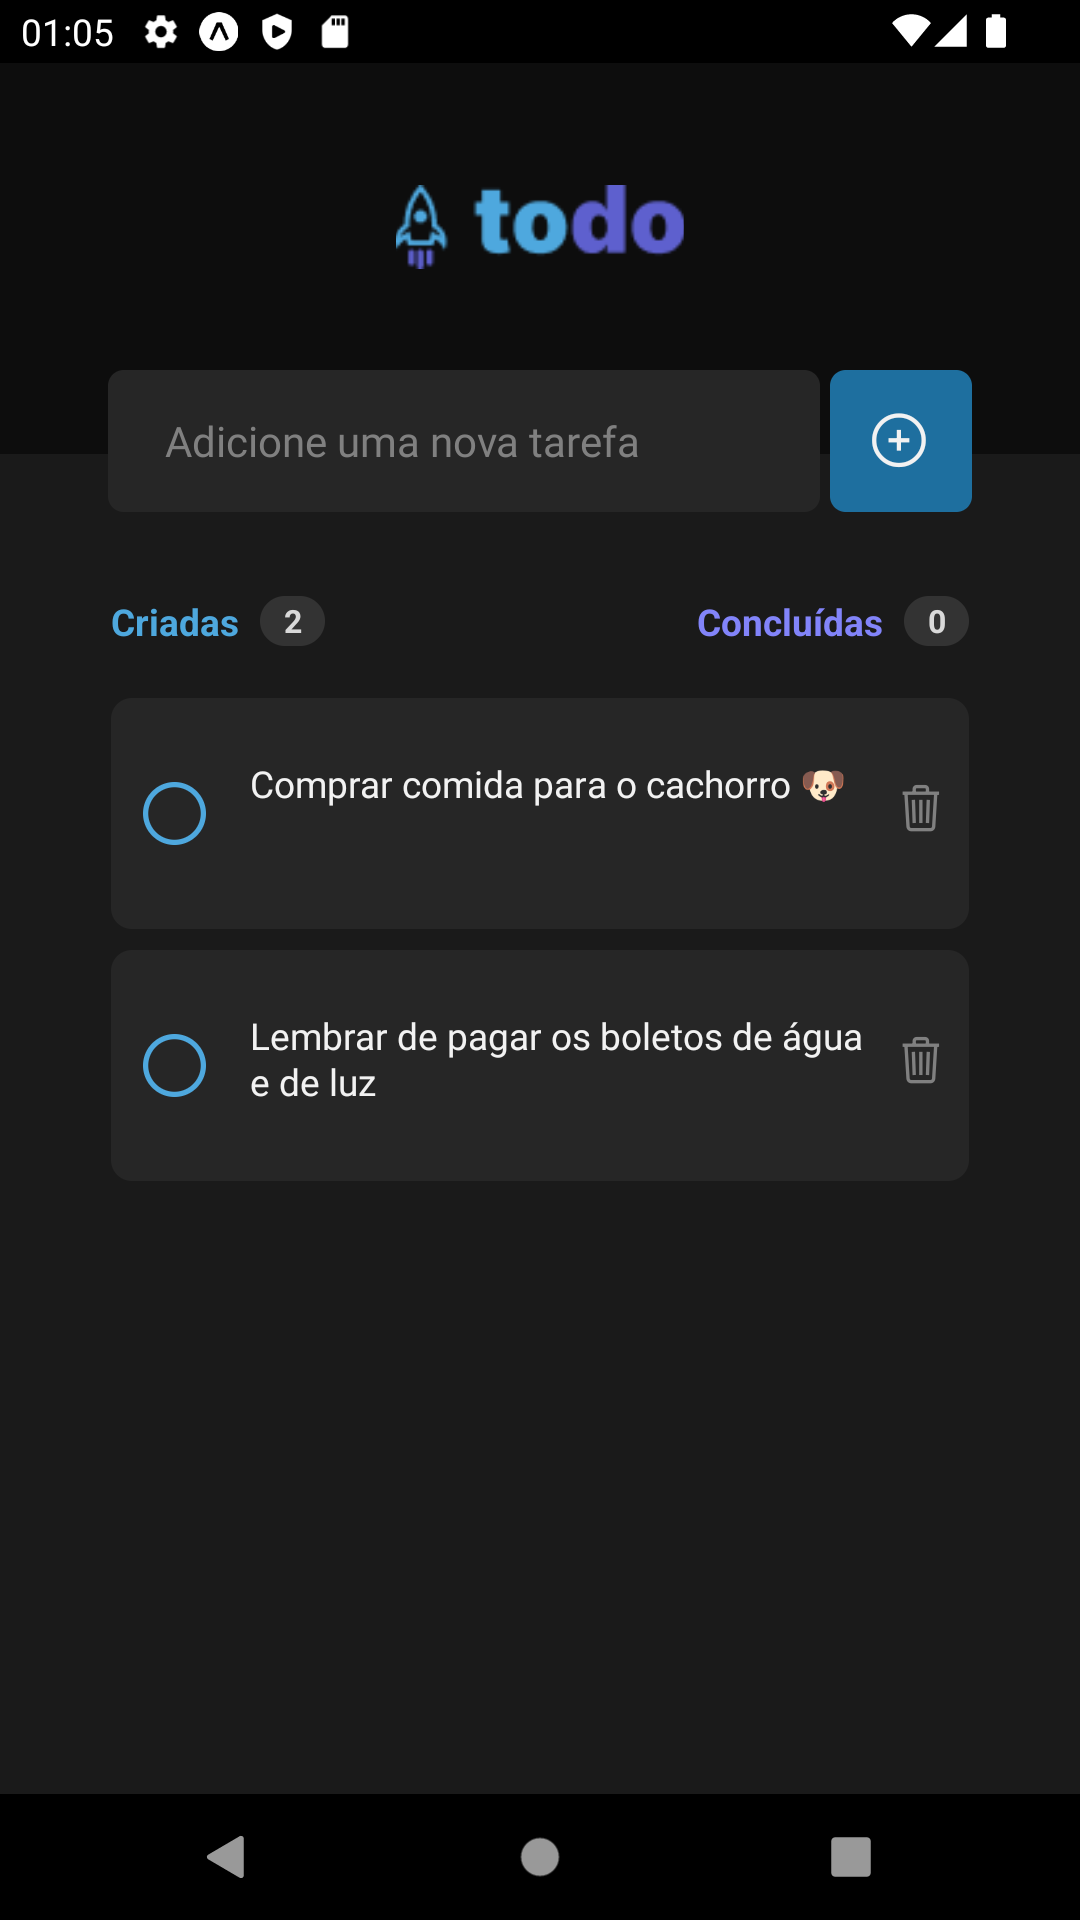 01:05
todo
Adicione uma nova tarefa
Criadas 2
Concluídas 0
Comprar comida para o cachorro 🐶
Lembrar de pagar os boletos de água
e de luz